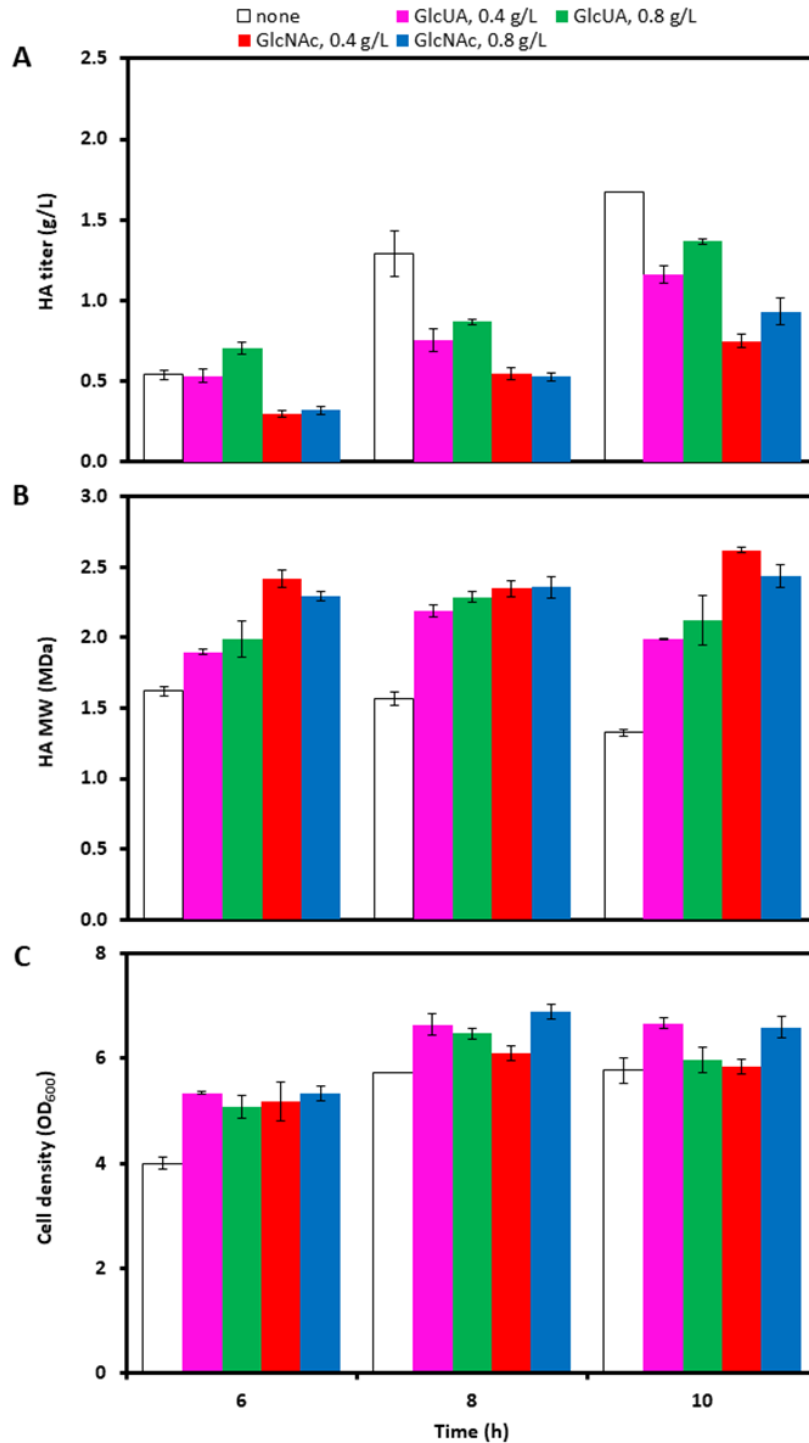 none GlcUA, 0.4 g/L GlcUA, 0.8 g/L
GlcNAc, 0.4 g/L GlcNAc, 0.8 g/L
A
2.5
2.0
1.5
1.0
0.5
0.0
HA titer (g/L)
B
3.0
2.5
2.0
1.5
1.0
0.5
0.0
HA MW (MDa)
C
8
6
4
2
0
Cell density (OD600)
6 8 10
Time (h)